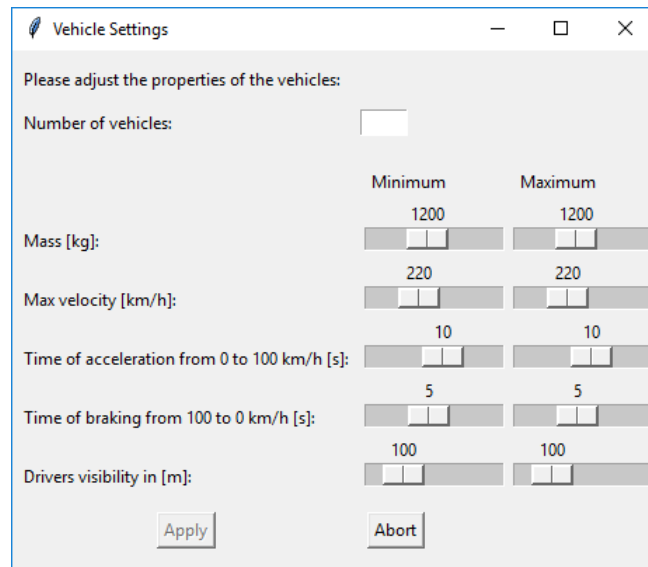 Vehicle Settings
Please adjust the properties of the vehicles:
Number of vehicles:
Minimum Maximum
1200 1200
Mass [kg]:
220 220
Max velocity [km/h]:
10 10
Time of acceleration from 0 to 100 km/h [s]:
5 5
Time of braking from 100 to 0 km/h [s]:
100 100
Drivers visibility in [m]:
Apply Abort